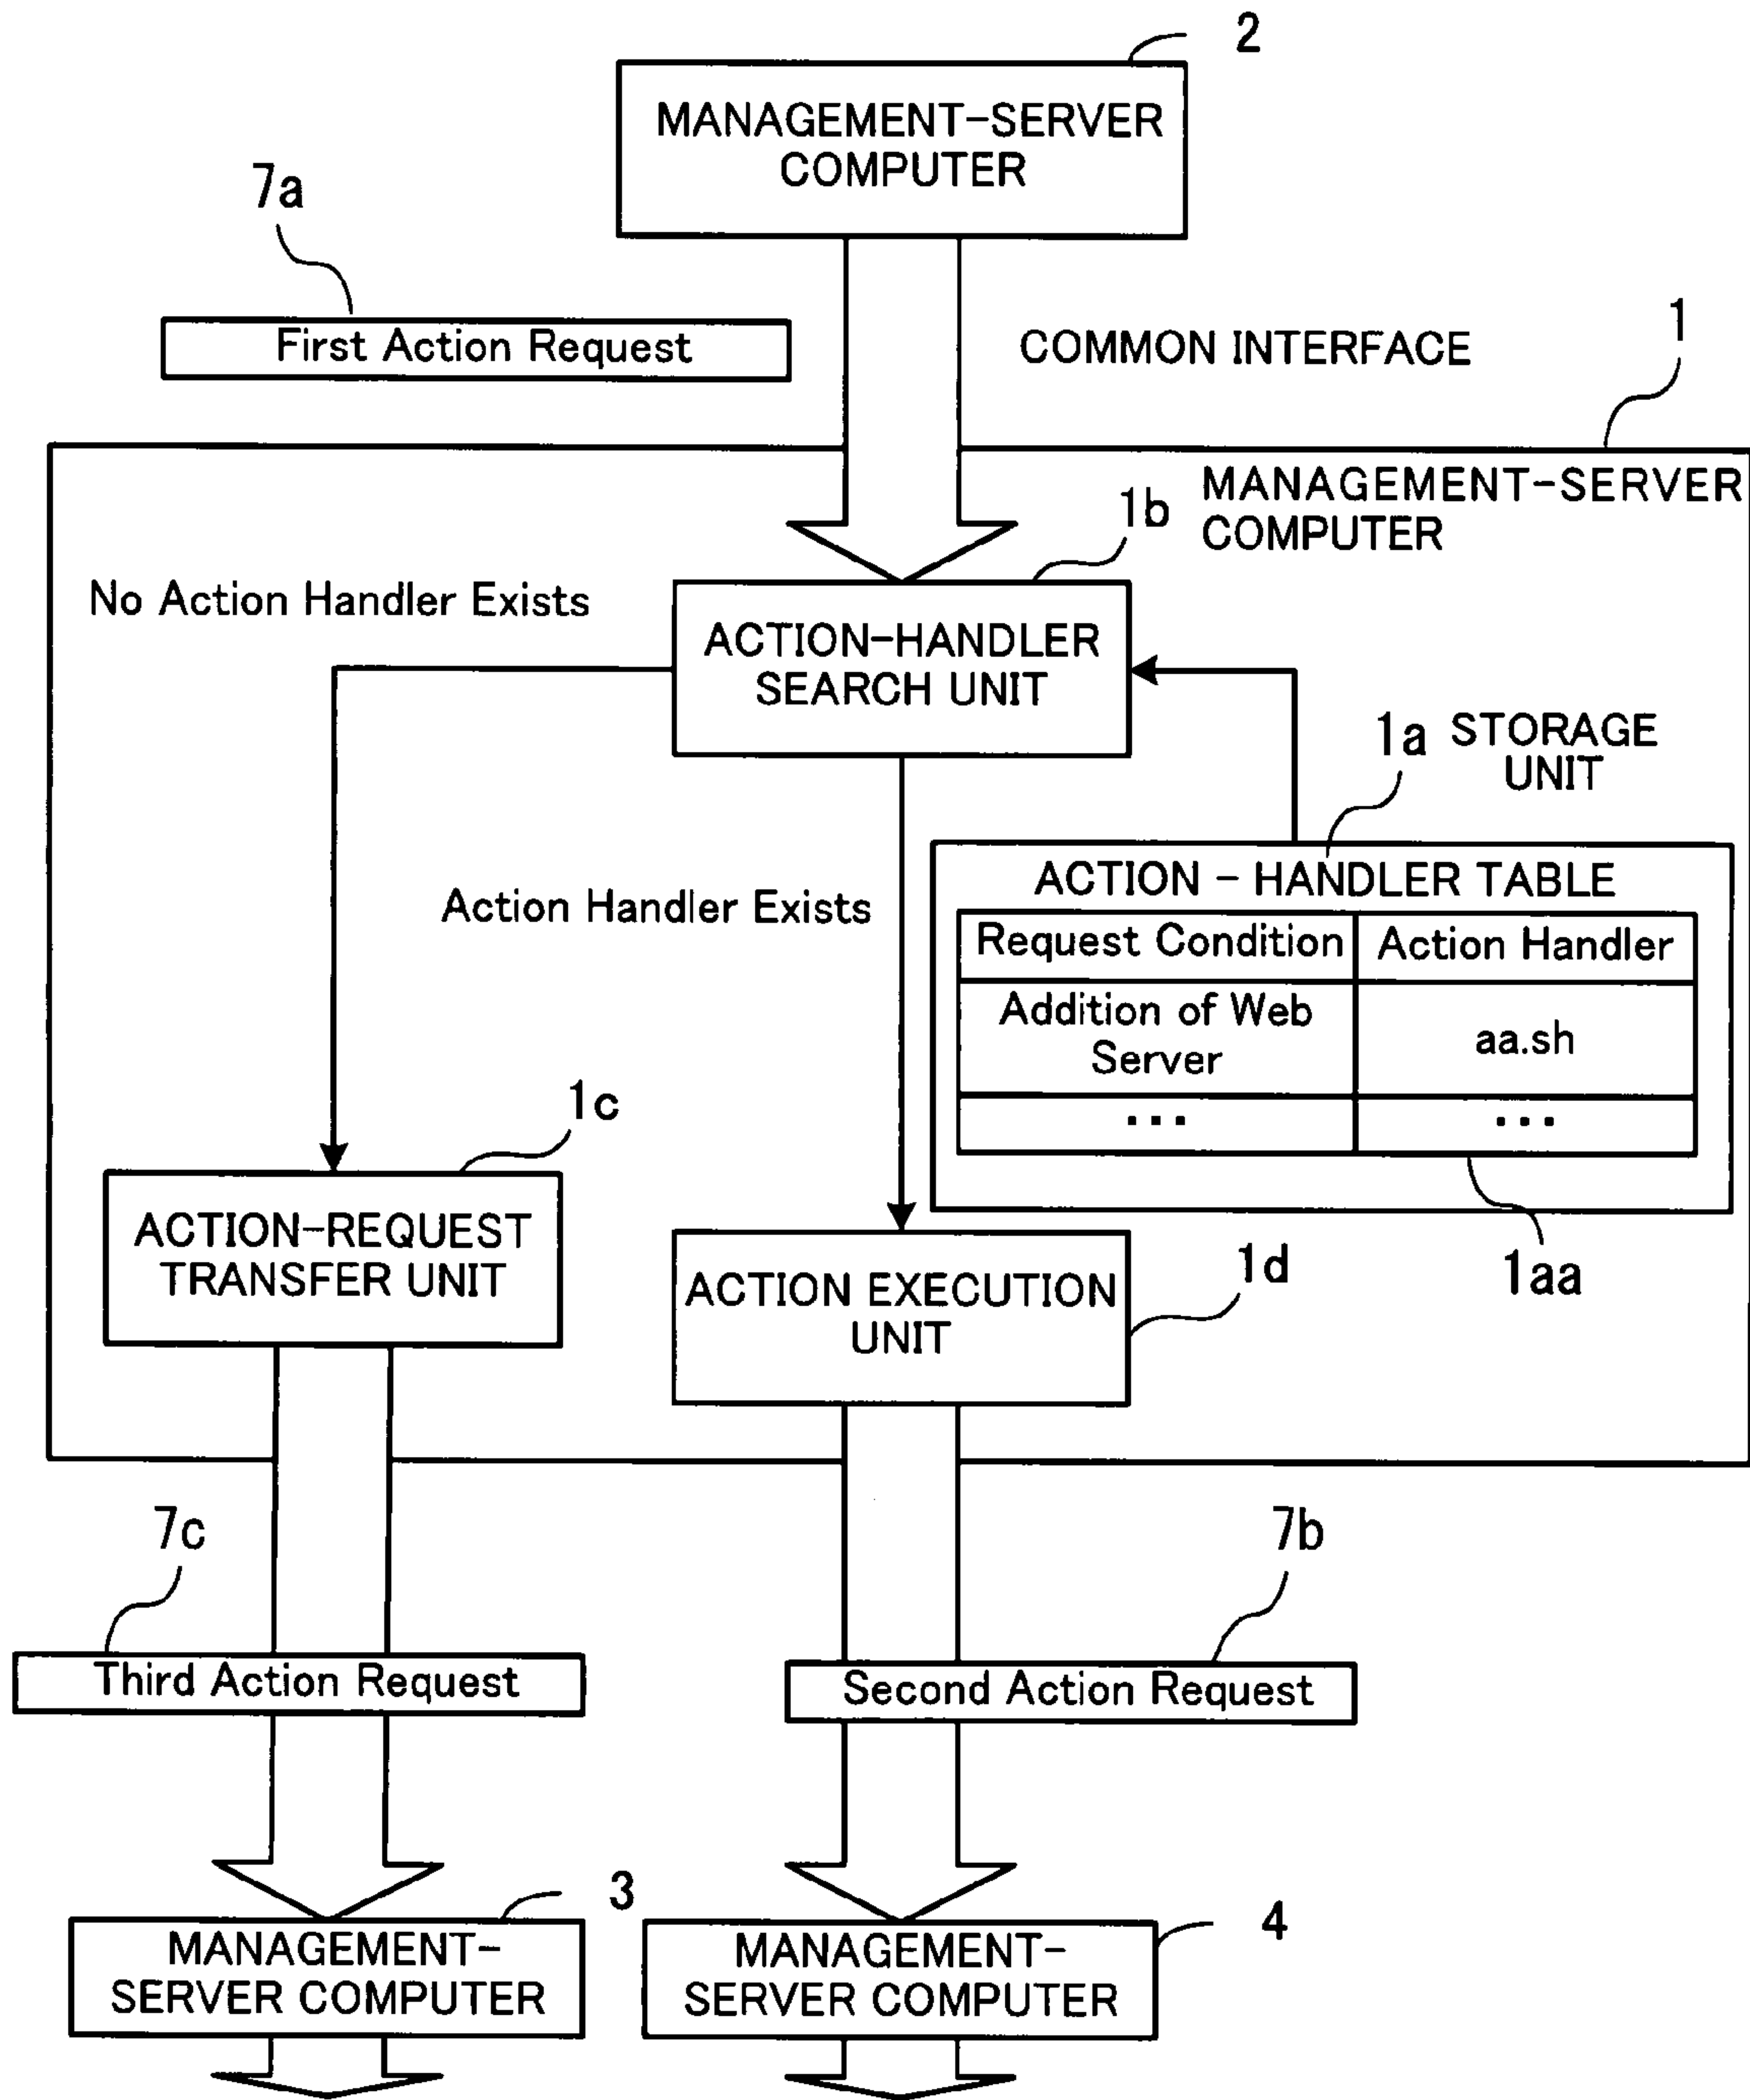 2
MANAGEMENT-SERVER
COMPUTER
7a
First Action Request
COMMON INTERFACE
1
MANAGEMENT-SERVER
COMPUTER
1b
No Action Handler Exists
ACTION-HANDLER
SEARCH UNIT
1a STORAGE
UNIT
Action Handler Exists
ACTION - HANDLER TABLE
Request Condition Action Handler
Addition of Web
Server
aa.sh
... ...
1aa
1c
ACTION-REQUEST
TRANSFER UNIT
1d
ACTION EXECUTION
UNIT
7c
Third Action Request
7b
Second Action Request
3
MANAGEMENT-
SERVER COMPUTER
4
MANAGEMENT-
SERVER COMPUTER